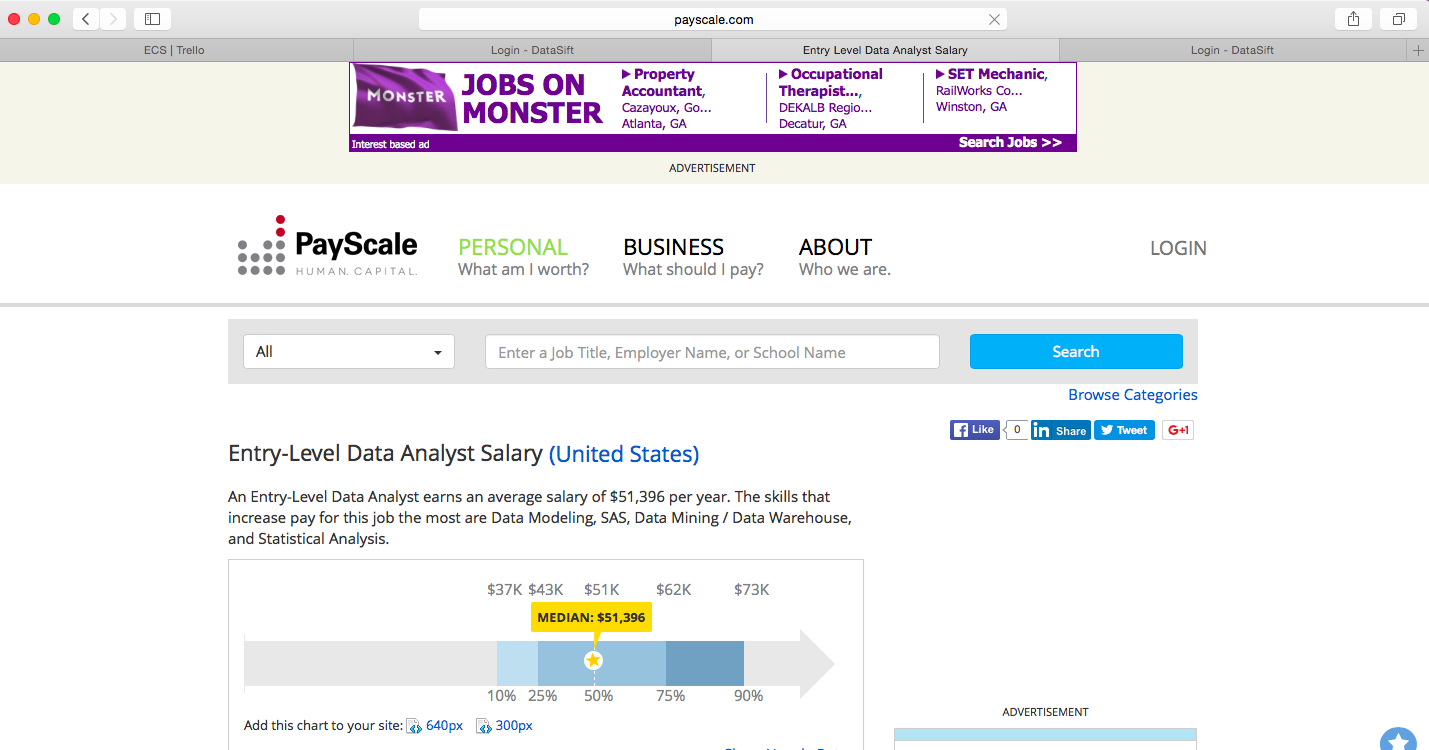 payscale.com
ECS | Trello
Login - DataSift
Entry Level Data Analyst Salary
Login - DataSift
MONSTER
JOBS ON
MONSTER
Property
Accountant,
Cazayoux, Go...
Atlanta, GA
Occupational
Therapist...,
DEKALB Regio...
Decatur, GA
SET Mechanic,
RailWorks Co...
Winston, GA
Interest based ad
Search Jobs >>
ADVERTISEMENT
PayScale
HUMAN. CAPITAL.
PERSONAL
What am I worth?
BUSINESS
What should I pay?
ABOUT
Who we are.
LOGIN
All
Enter a Job Title, Employer Name, or School Name
Search
Browse Categories
Like
0
in Share
Tweet
G+1
Entry-Level Data Analyst Salary (United States)
An Entry-Level Data Analyst earns an average salary of $51,396 per year. The skills that
increase pay for this job the most are Data Modeling, SAS, Data Mining / Data Warehouse,
and Statistical Analysis.
$37K $43K $51K $62K $73K
MEDIAN: $51,396
10% 25% 50% 75% 90%
Add this chart to your site: 640px 300px
ADVERTISEMENT